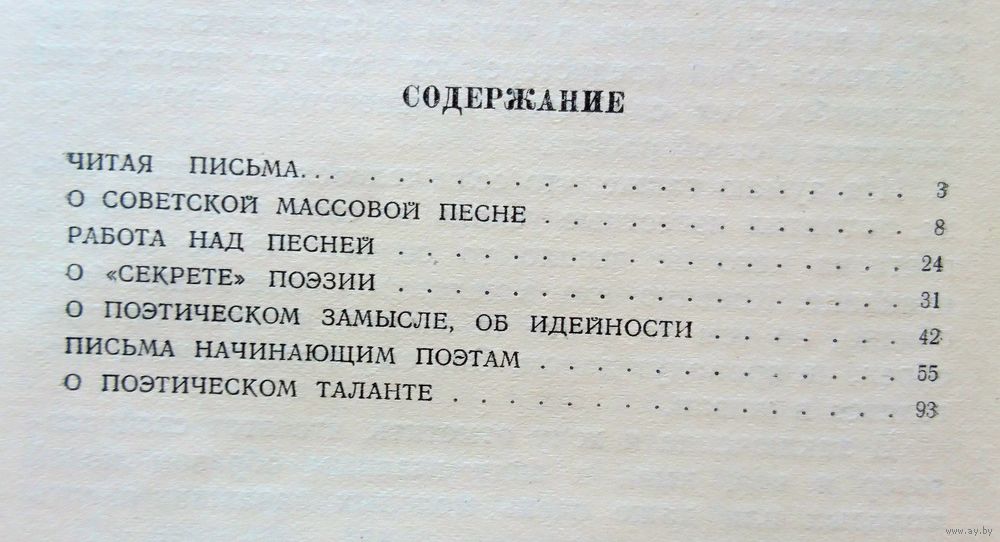 СОДЕРЖАНИЕ
ЧИТАЯ ПИСЬМА... . . . . . . . . . . . . . . . . . . . . 3
О СОВЕТСКОЙ МАССОВОЙ ПЕСНЕ . . . . . . . . . . . . . . 8
РАБОТА НАД ПЕСНЕЙ . . . . . . . . . . . . . . . . . . . 24
О «СЕКРЕТЕ» ПОЭЗИИ . . . . . . . . . . . . . . . . . . . 31
О ПОЭТИЧЕСКОМ ЗАМЫСЛЕ, ОБ ИДЕЙНОСТИ . . . . . . . . 42
ПИСЬМА НАЧИНАЮЩИМ ПОЭТАМ . . . . . . . . . . . . . . 55
О ПОЭТИЧЕСКОМ ТАЛАНТЕ . . . . . . . . . . . . . . . . . 93
www.ay.by